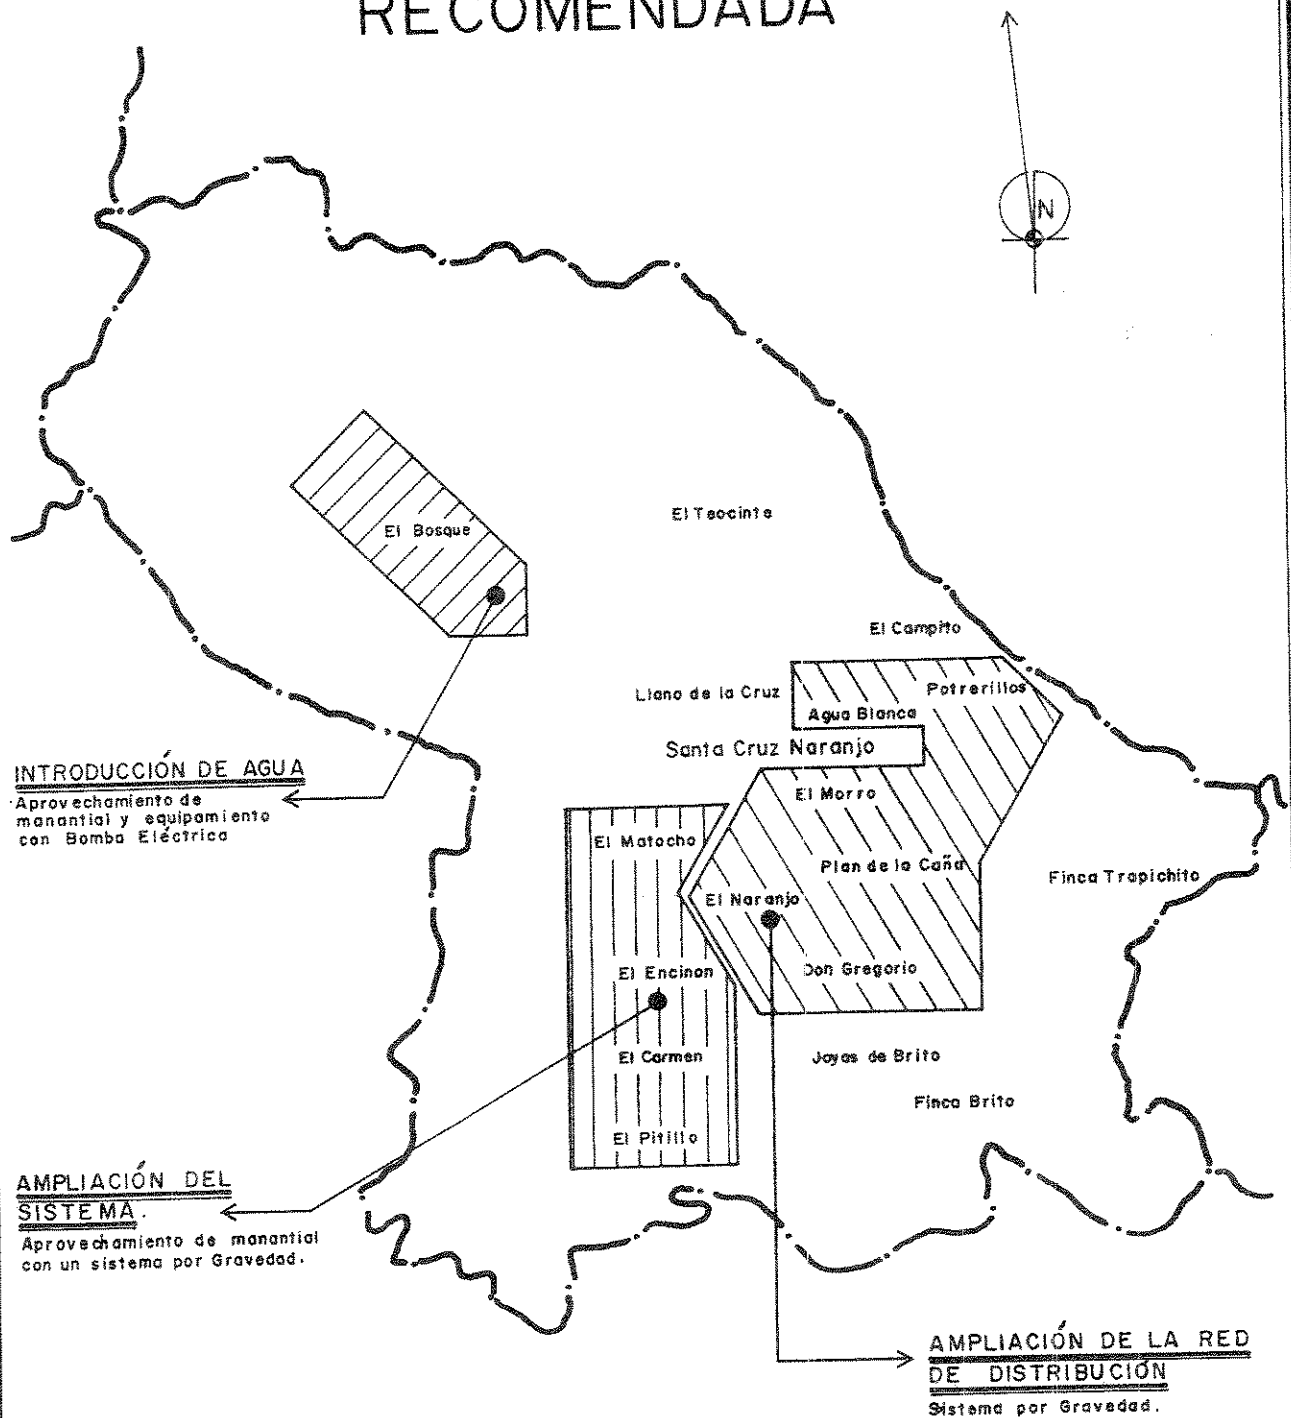 RECOMENDADA
N
El Bosque
El Teocinte
El Campito
Llano de la Cruz
Potrerillos
Agua Blanca
Santa Cruz Naranjo
INTRODUCCIÓN DE AGUA
Aprovechamiento de
manantial y equipamiento
con Bomba Eléctrica
El Morro
El Matocho
Plan de la Caña
Finca Trapichito
El Naranjo
El Encinon
Don Gregorio
El Carmen
Joyas de Brito
Finca Brito
El Pitillo
AMPLIACIÓN DEL
SISTEMA.
Aprovechamiento de manantial
con un sistema por Gravedad.
AMPLIACIÓN DE LA RED
DE DISTRIBUCIÓN
Sistema por Gravedad.